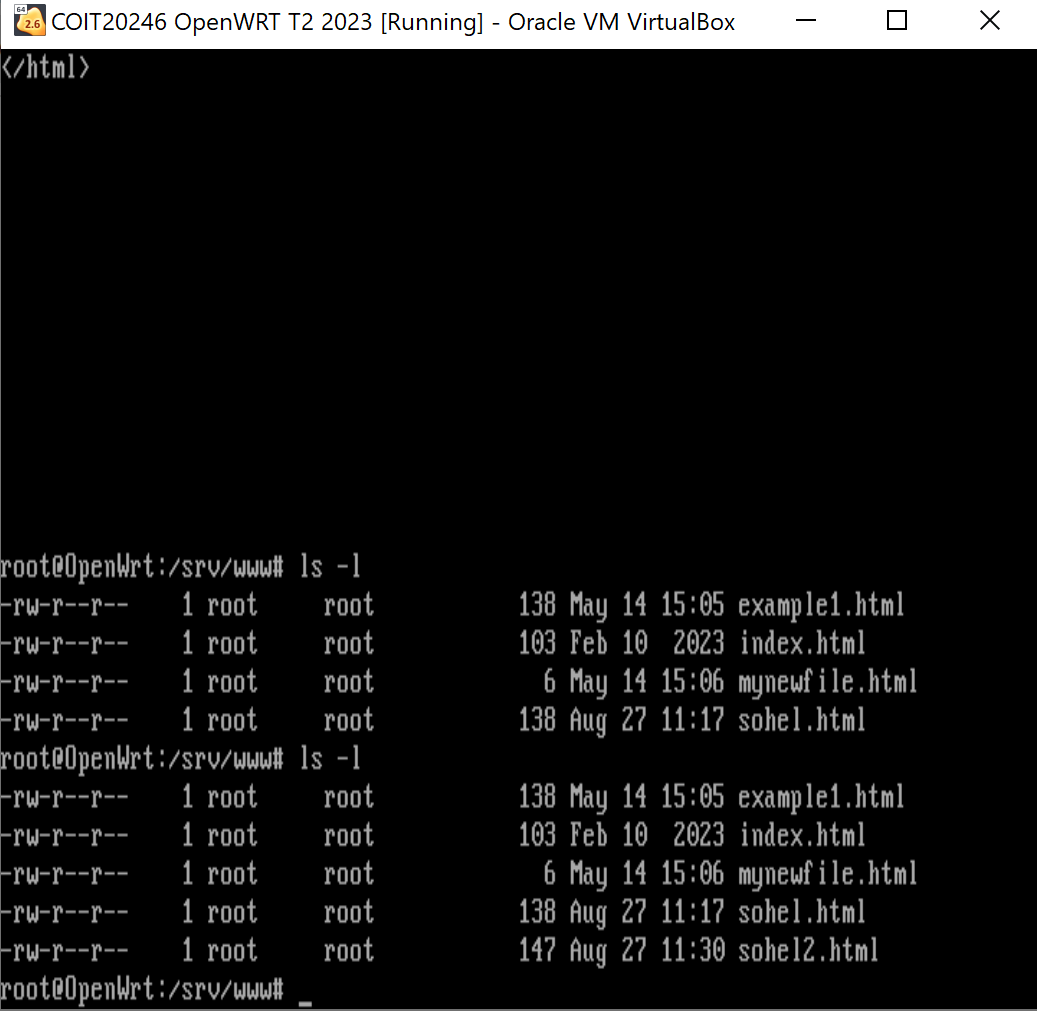 64
2.6
COIT20246 OpenWRT T2 2023 [Running] - Oracle VM VirtualBox
</html>
root@OpenWrt:/srv/www# ls -l
-rw-r--r--    1 root     root           138 May 14 15:05 example1.html
-rw-r--r--    1 root     root           103 Feb 10  2023 index.html
-rw-r--r--    1 root     root             6 May 14 15:06 mynewfile.html
-rw-r--r--    1 root     root           138 Aug 27 11:17 sohel.html
root@OpenWrt:/srv/www# ls -l
-rw-r--r--    1 root     root           138 May 14 15:05 example1.html
-rw-r--r--    1 root     root           103 Feb 10  2023 index.html
-rw-r--r--    1 root     root             6 May 14 15:06 mynewfile.html
-rw-r--r--    1 root     root           138 Aug 27 11:17 sohel.html
-rw-r--r--    1 root     root           147 Aug 27 11:30 sohel2.html
root@OpenWrt:/srv/www# _